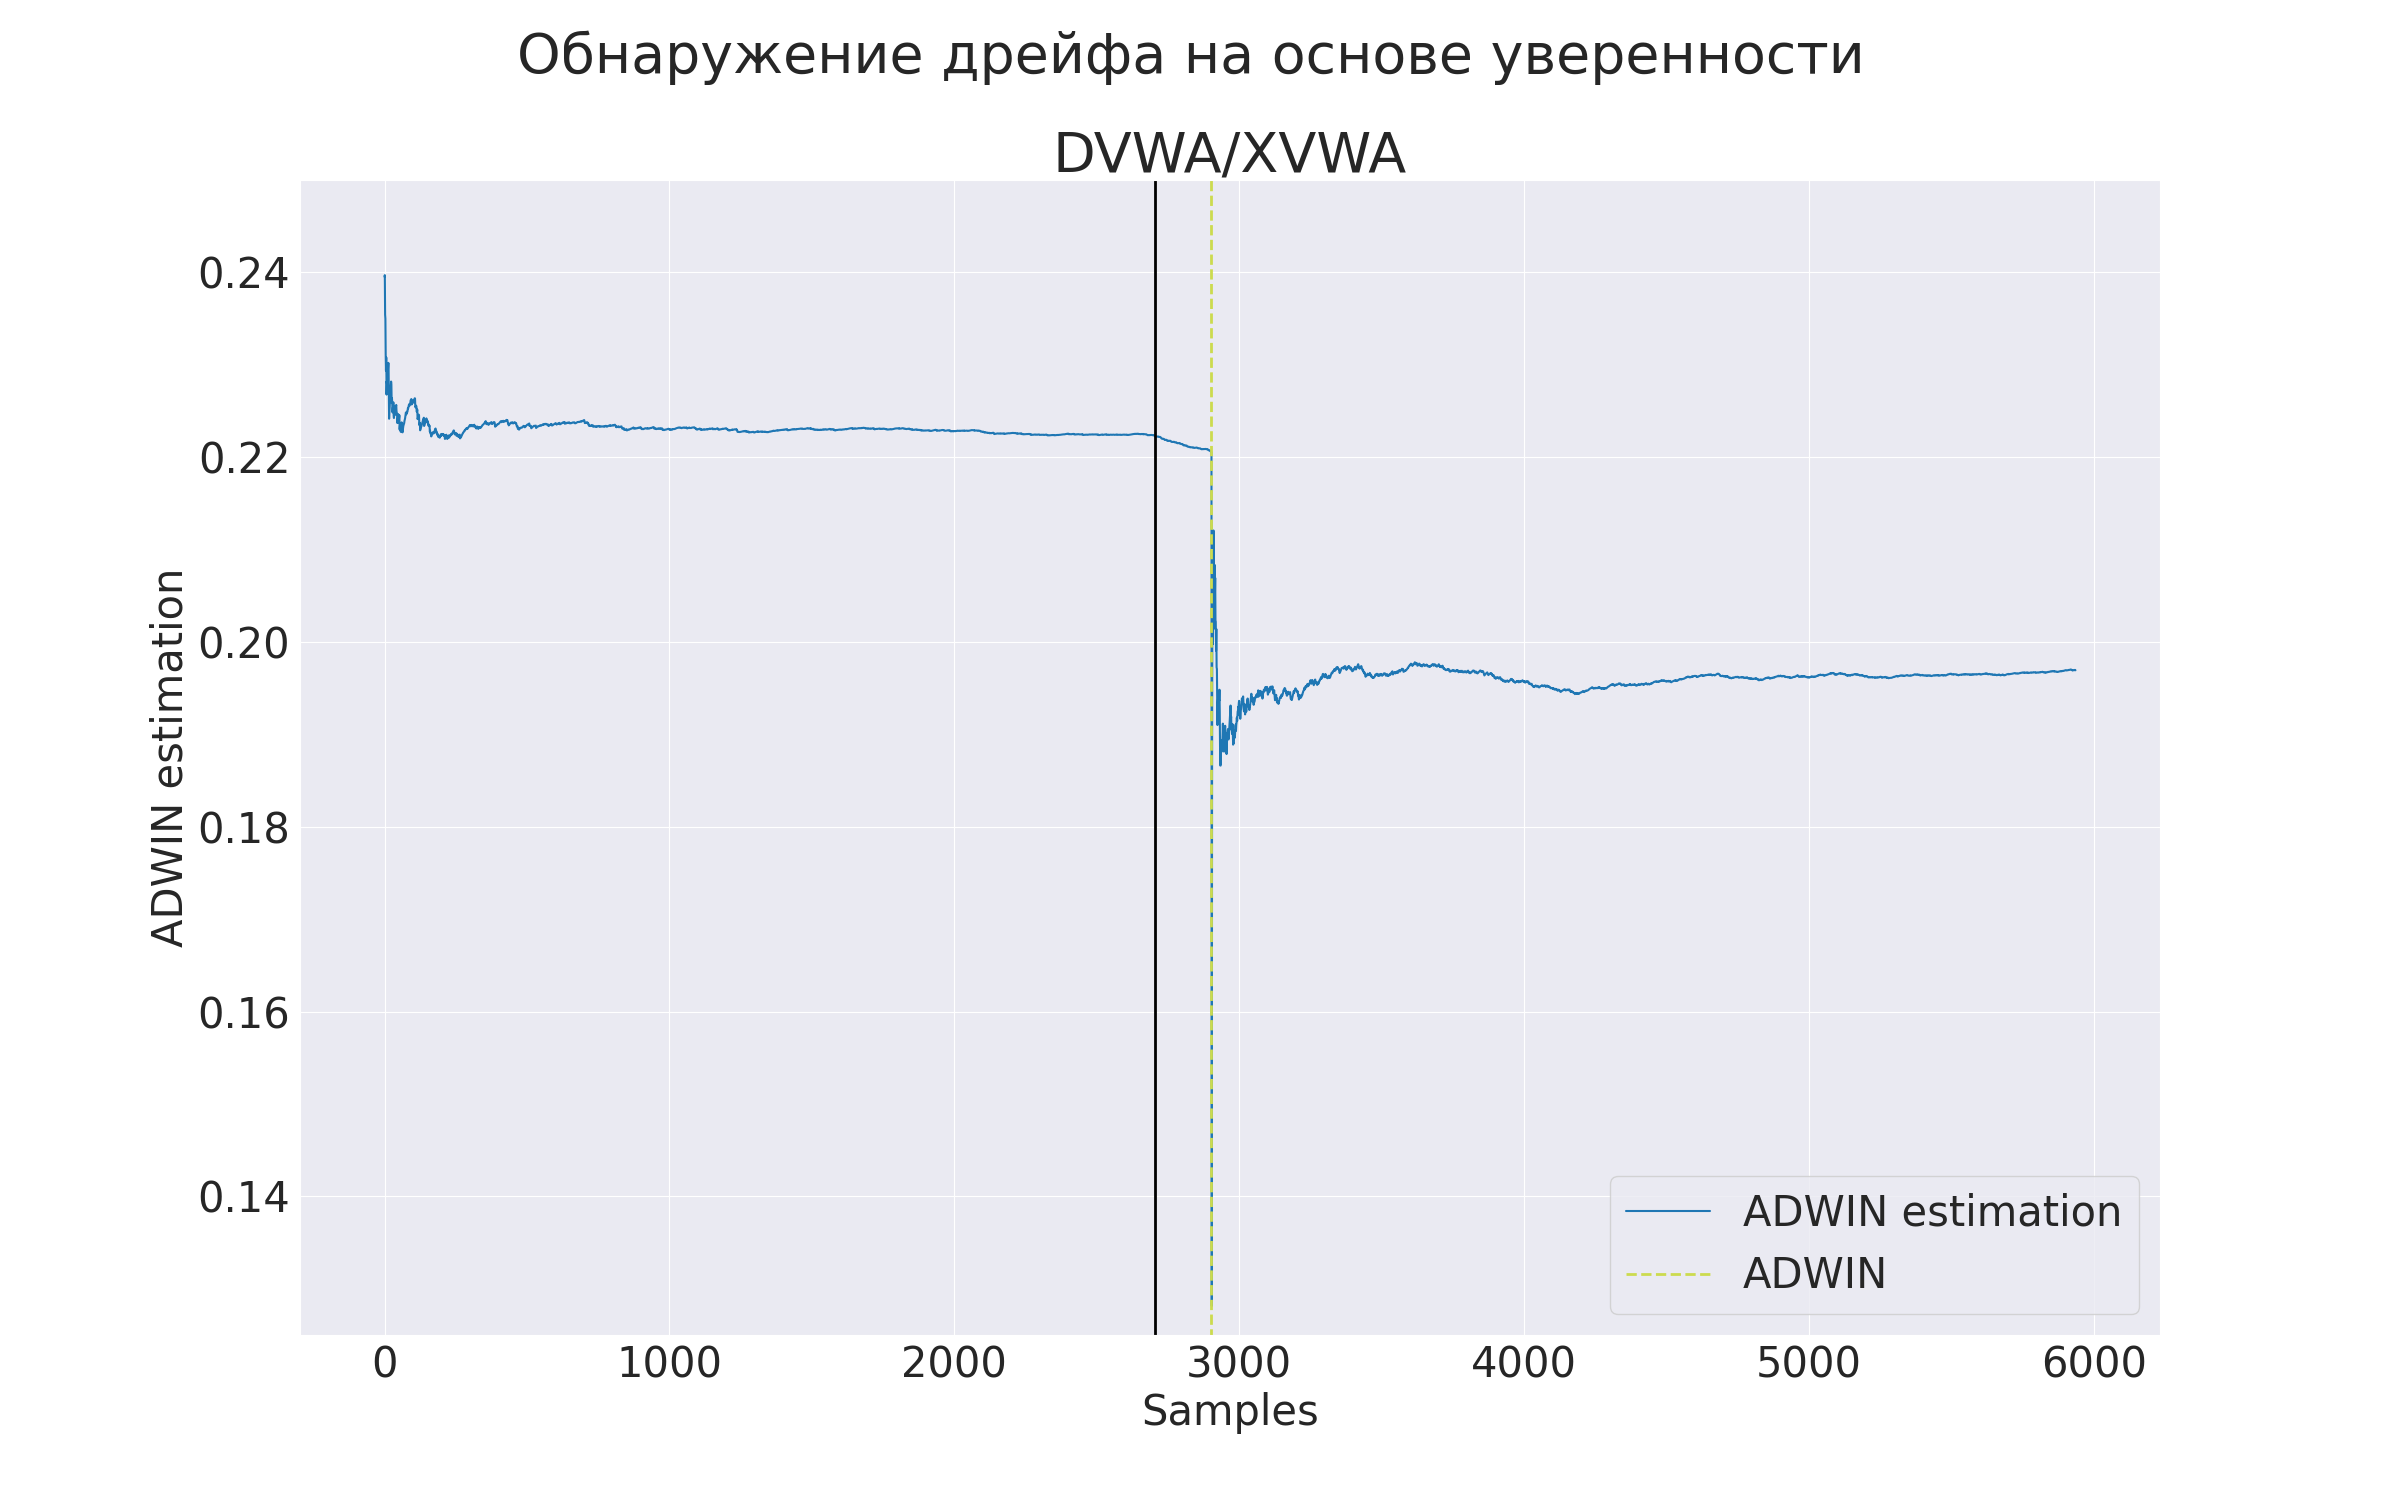 Обнаружение дрейфа на основе уверенности
DVWA/XVWA
0.24
0.22
0.20
0.18
0.16
0.14
ADWIN estimation
0 1000 2000 3000 4000 5000 6000
Samples
ADWIN estimation
ADWIN